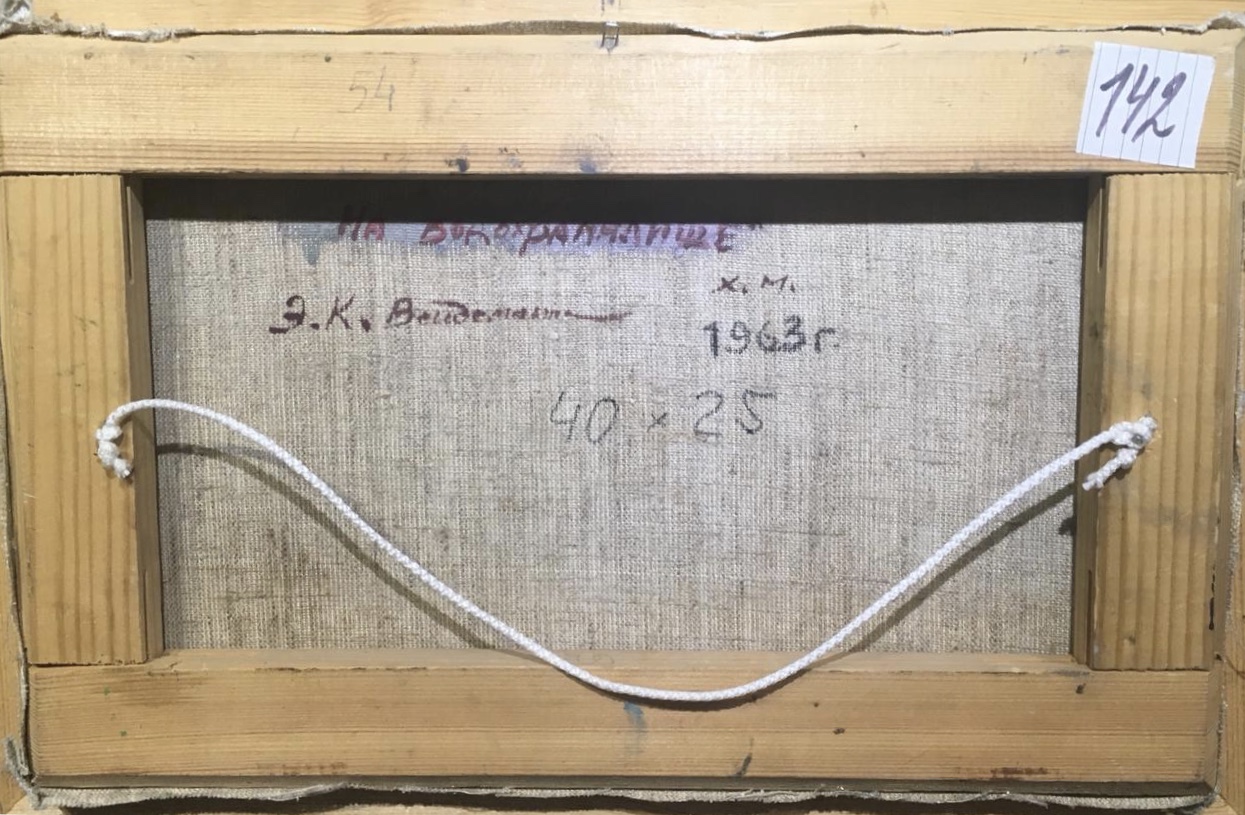 142
54
"НА ВОДОХРАНИЛИЩЕ"
х.м.
Э.К. Вейдеман
1963 г.
40 × 25